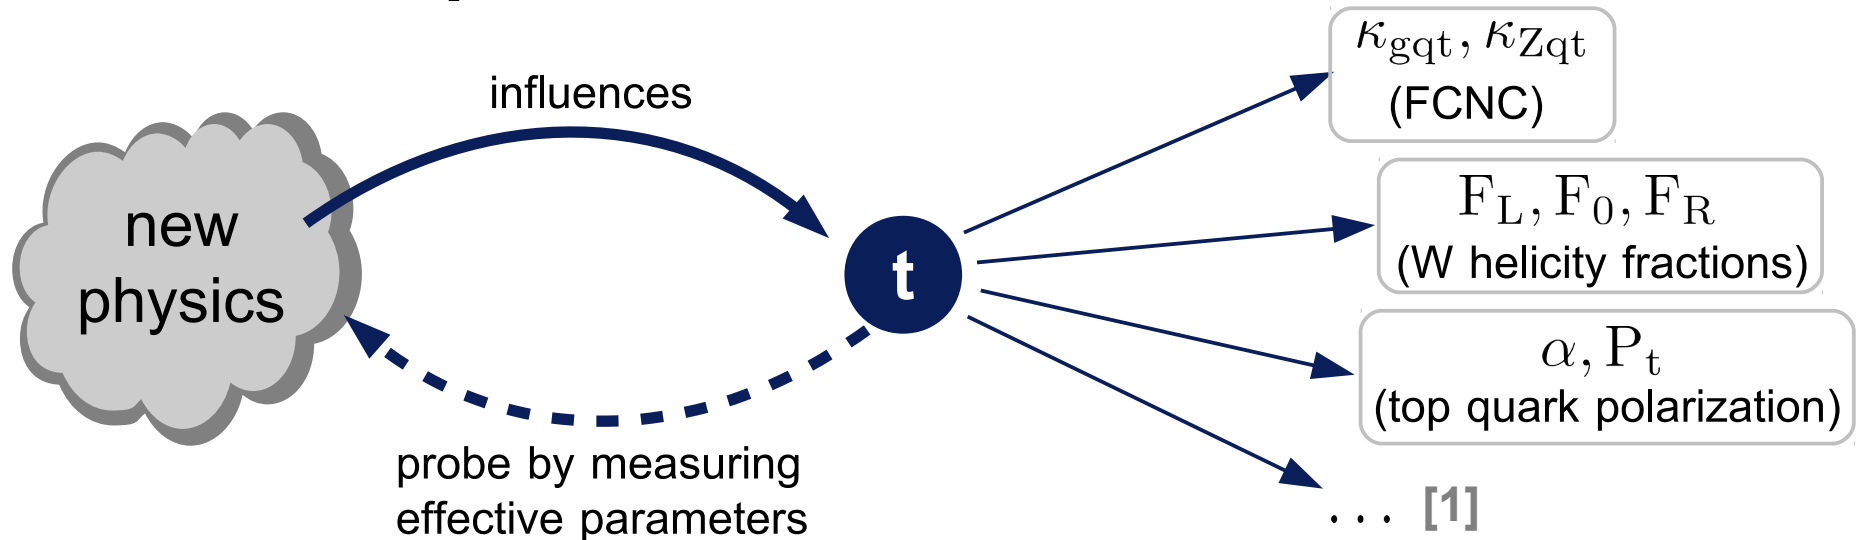 influences
new
physics
t
probe by measuring
effective parameters
κgqt, κZqt
(FCNC)
FL, F0, FR
(W helicity fractions)
α, Pt
(top quark polarization)
... [1]